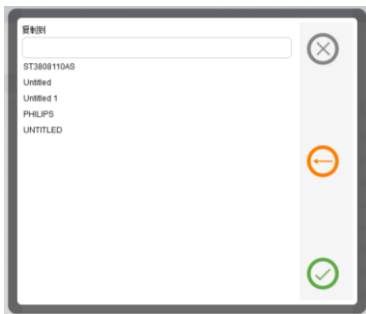 复制到
ST3808110AS
Untitled
Untitled 1
PHILIPS
UNTITLED